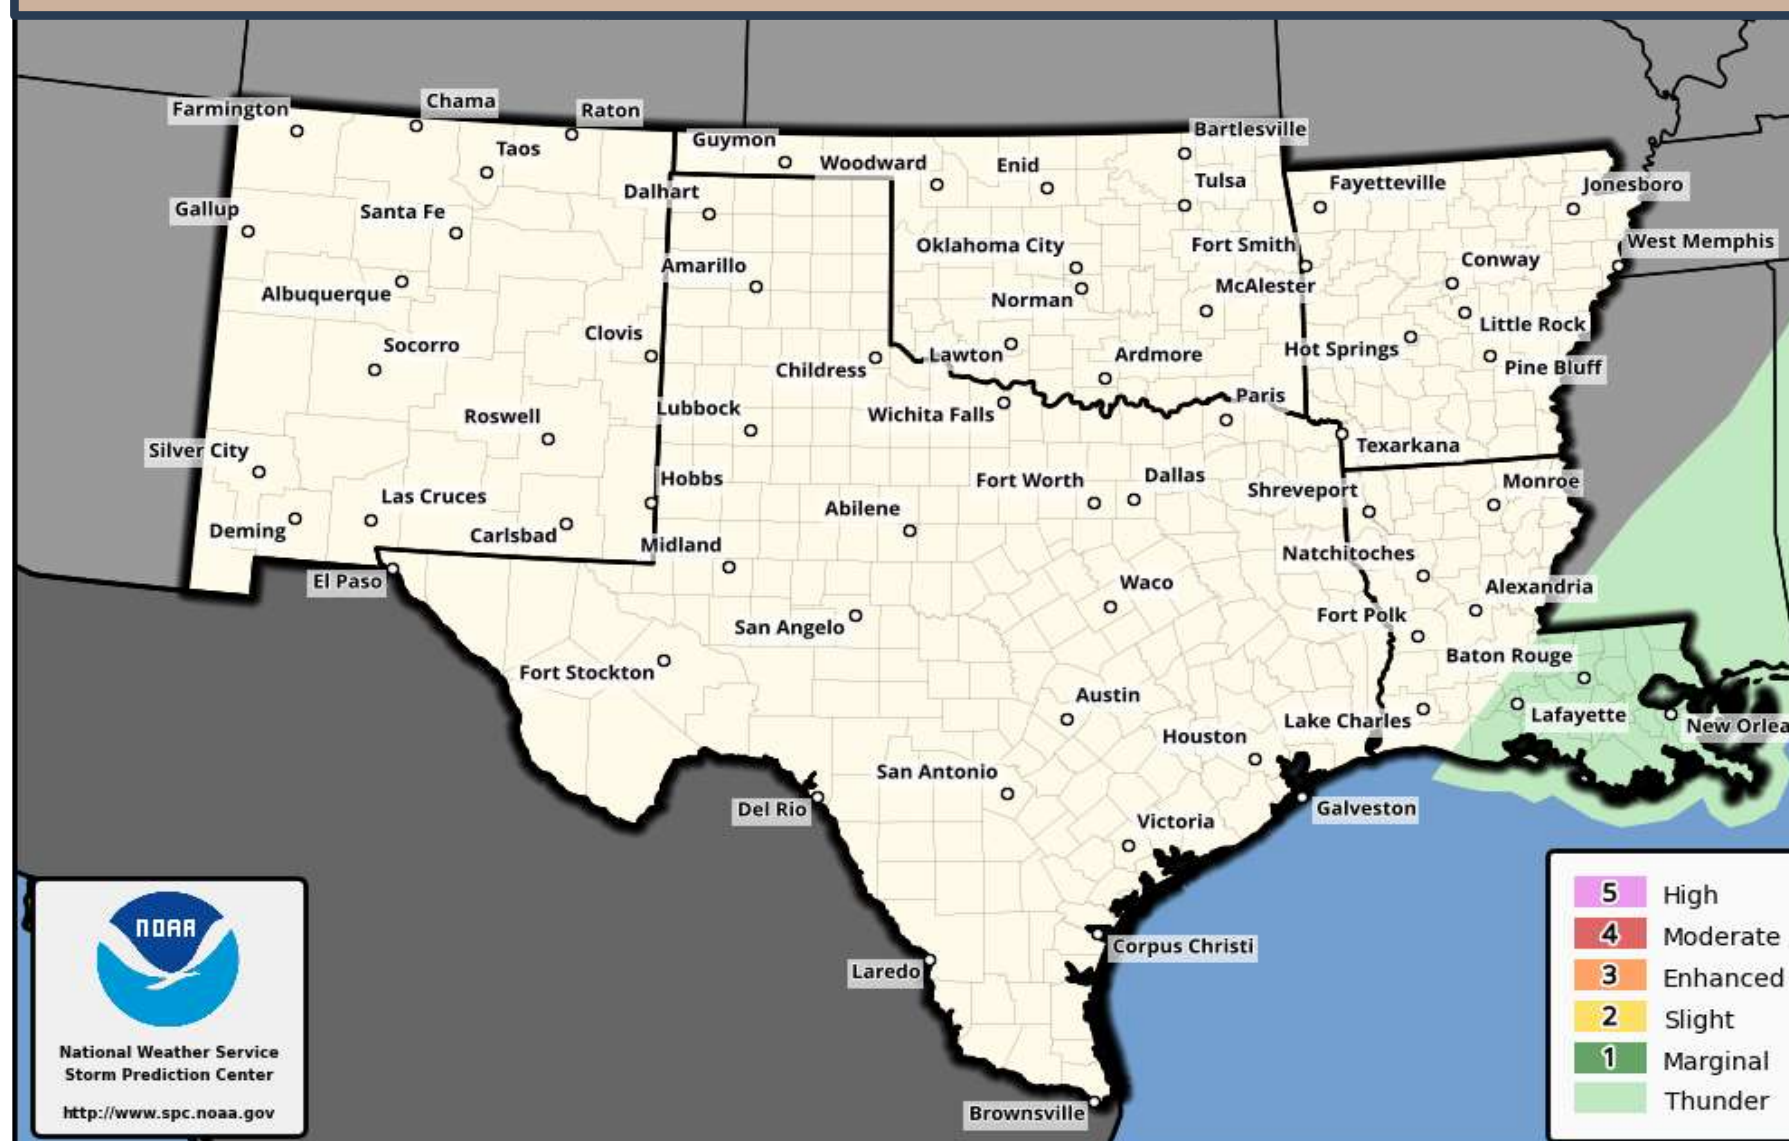 Farmington
Chama
Raton
Taos
Guymon
Woodward
Enid
Bartlesville
Tulsa
Fayetteville
Jonesboro
Dalhart
Gallup
Santa Fe
Oklahoma City
Fort Smith
West Memphis
Conway
Amarillo
Albuquerque
Norman
McAlester
Little Rock
Socorro
Clovis
Childress
Lawton
Ardmore
Hot Springs
Pine Bluff
Roswell
Lubbock
Wichita Falls
Paris
Silver City
Texarkana
Hobbs
Fort Worth
Dallas
Shreveport
Monroe
Las Cruces
Abilene
Deming
Carlsbad
Midland
Natchitoches
El Paso
Waco
Alexandria
San Angelo
Fort Polk
Fort Stockton
Baton Rouge
Austin
Lake Charles
Lafayette
New Orlea
Houston
San Antonio
Del Rio
Galveston
Victoria
Corpus Christi
Laredo
Brownsville
NOAA
National Weather Service
Storm Prediction Center
http://www.spc.noaa.gov
5 High
4 Moderate
3 Enhanced
2 Slight
1 Marginal
Thunder